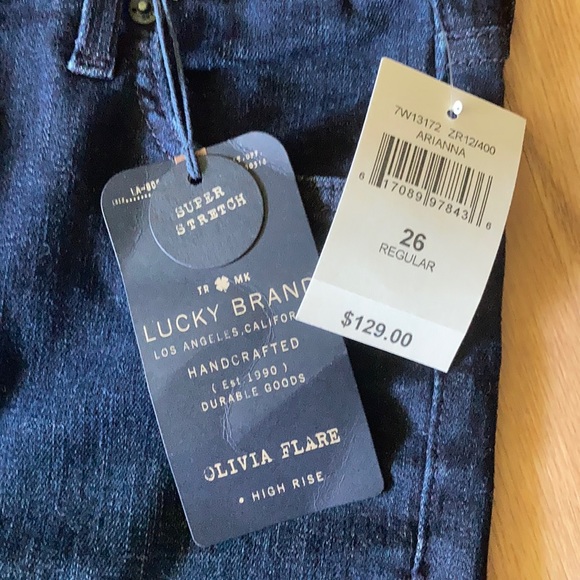 SUPER
STRETCH
TR MK
LUCKY BRAND
LOS ANGELES, CALIFOR
HANDCRAFTED
( Est 1990 )
DURABLE GOODS
OLIVIA FLARE
• HIGH RISE
7W13172 ZR12/400
ARIANNA
6 17089 97843 6
26
REGULAR
$129.00